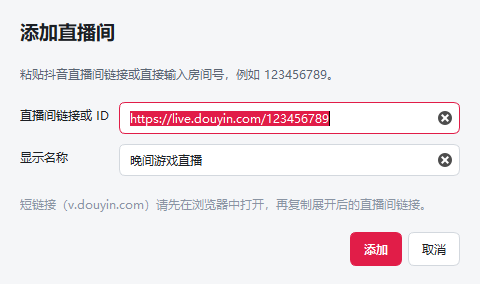 添加直播间
粘贴抖音直播间链接或直接输入房间号，例如 123456789。
直播间链接或 ID
https://live.douyin.com/123456789
显示名称
晚间游戏直播
短链接（v.douyin.com）请先在浏览器中打开，再复制展开后的直播间链接。
添加
取消